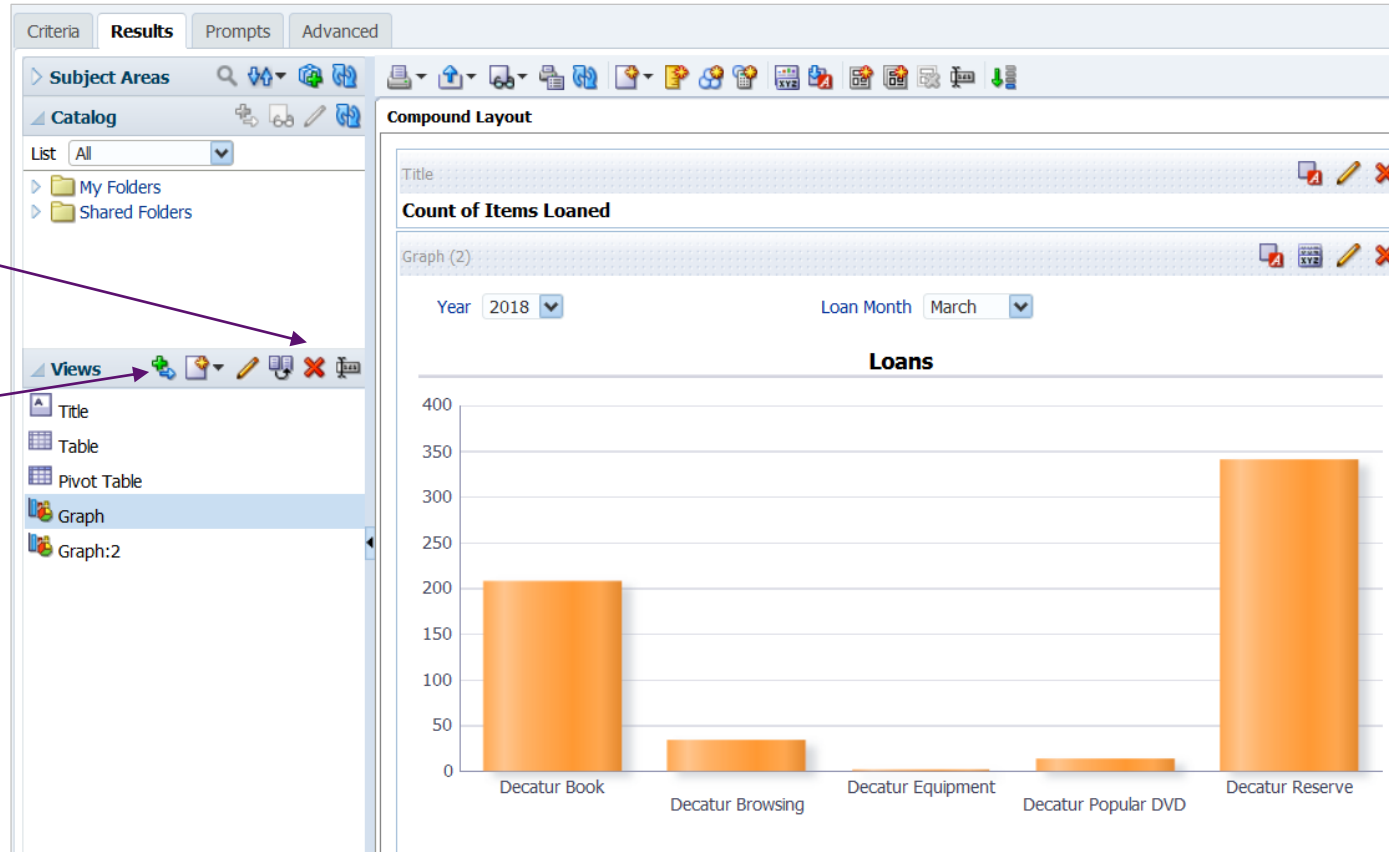 Criteria Results Prompts Advanced
Subject Areas
Catalog
List All
My Folders
Shared Folders
Views
Title
Table
Pivot Table
Graph
Graph:2
Compound Layout
Title
Count of Items Loaned
Graph (2)
Year 2018 Loan Month March
Loans
400
350
300
250
200
150
100
50
0
Decatur Book
Decatur Browsing
Decatur Equipment
Decatur Popular DVD
Decatur Reserve